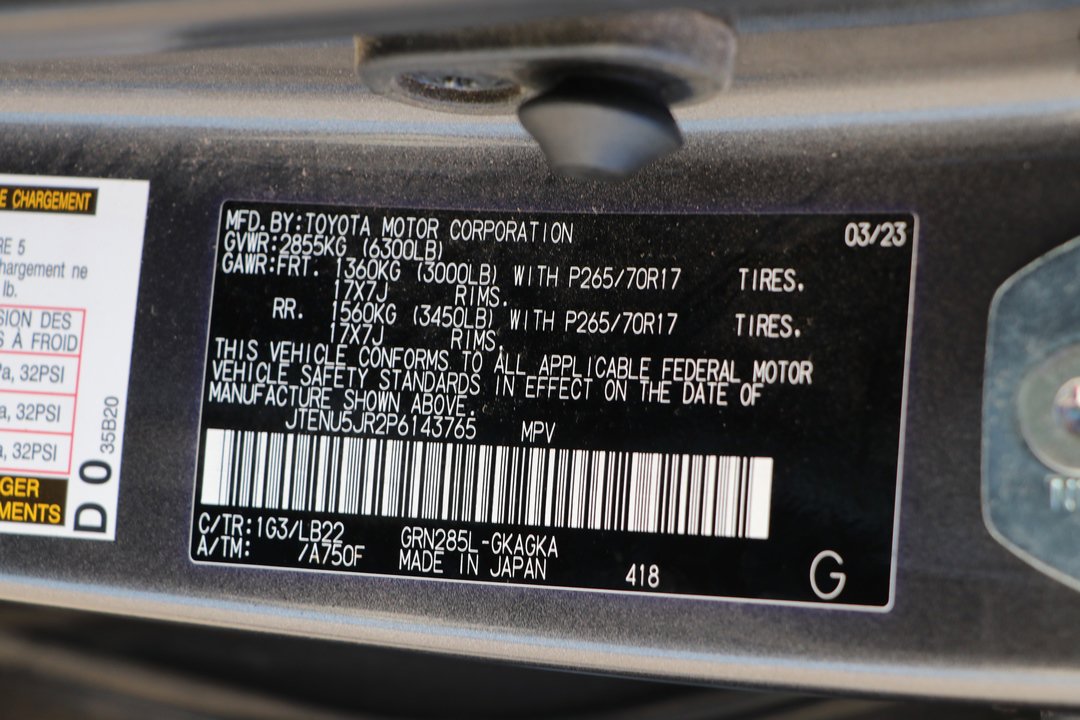 E CHARGEMENT
RE 5
hargement ne
lb.
SION DES
S À FROID
Pa, 32PSI
a, 32PSI
a, 32PSI
GER
MENTS
D 0 35B20
MFD.BY:TOYOTA MOTOR CORPORATION 03/23
GVWR:2855KG (6300LB)
GAWR:FRT. 1360KG (3000LB) WITH P265/70R17 TIRES.
17X7J RIMS.
RR. 1560KG (3450LB) WITH P265/70R17 TIRES.
17X7J RIMS.
THIS VEHICLE CONFORMS TO ALL APPLICABLE FEDERAL MOTOR
VEHICLE SAFETY STANDARDS IN EFFECT ON THE DATE OF
MANUFACTURE SHOWN ABOVE.
JTENU5JR2P6143765 MPV
C/TR:1G3/LB22 GRN285L-GKAGKA
A/TM: /A750F MADE IN JAPAN 418 G